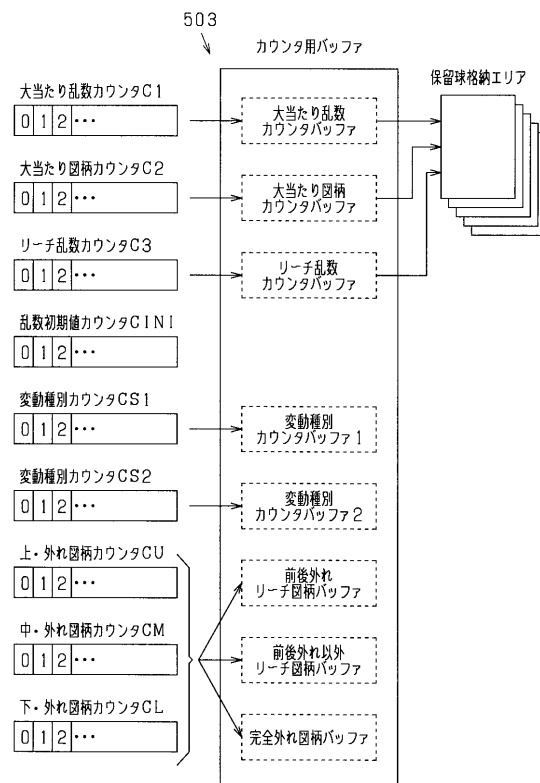 503
カウンタ用バッファ
保留球格納エリア
大当たり乱数カウンタC1
0 1 2 ･･･
大当たり乱数
カウンタバッファ
大当たり図柄カウンタC2
0 1 2 ･･･
大当たり図柄
カウンタバッファ
リーチ乱数カウンタC3
0 1 2 ･･･
リーチ乱数
カウンタバッファ
乱数初期値カウンタCINI
0 1 2 ･･･
変動種別カウンタCS1
0 1 2 ･･･
変動種別
カウンタバッファ1
変動種別カウンタCS2
0 1 2 ･･･
変動種別
カウンタバッファ2
上・外れ図柄カウンタCU
0 1 2 ･･･
前後外れ
リーチ図柄バッファ
中・外れ図柄カウンタCM
0 1 2 ･･･
前後外れ以外
リーチ図柄バッファ
下・外れ図柄カウンタCL
0 1 2 ･･･
完全外れ図柄バッファ